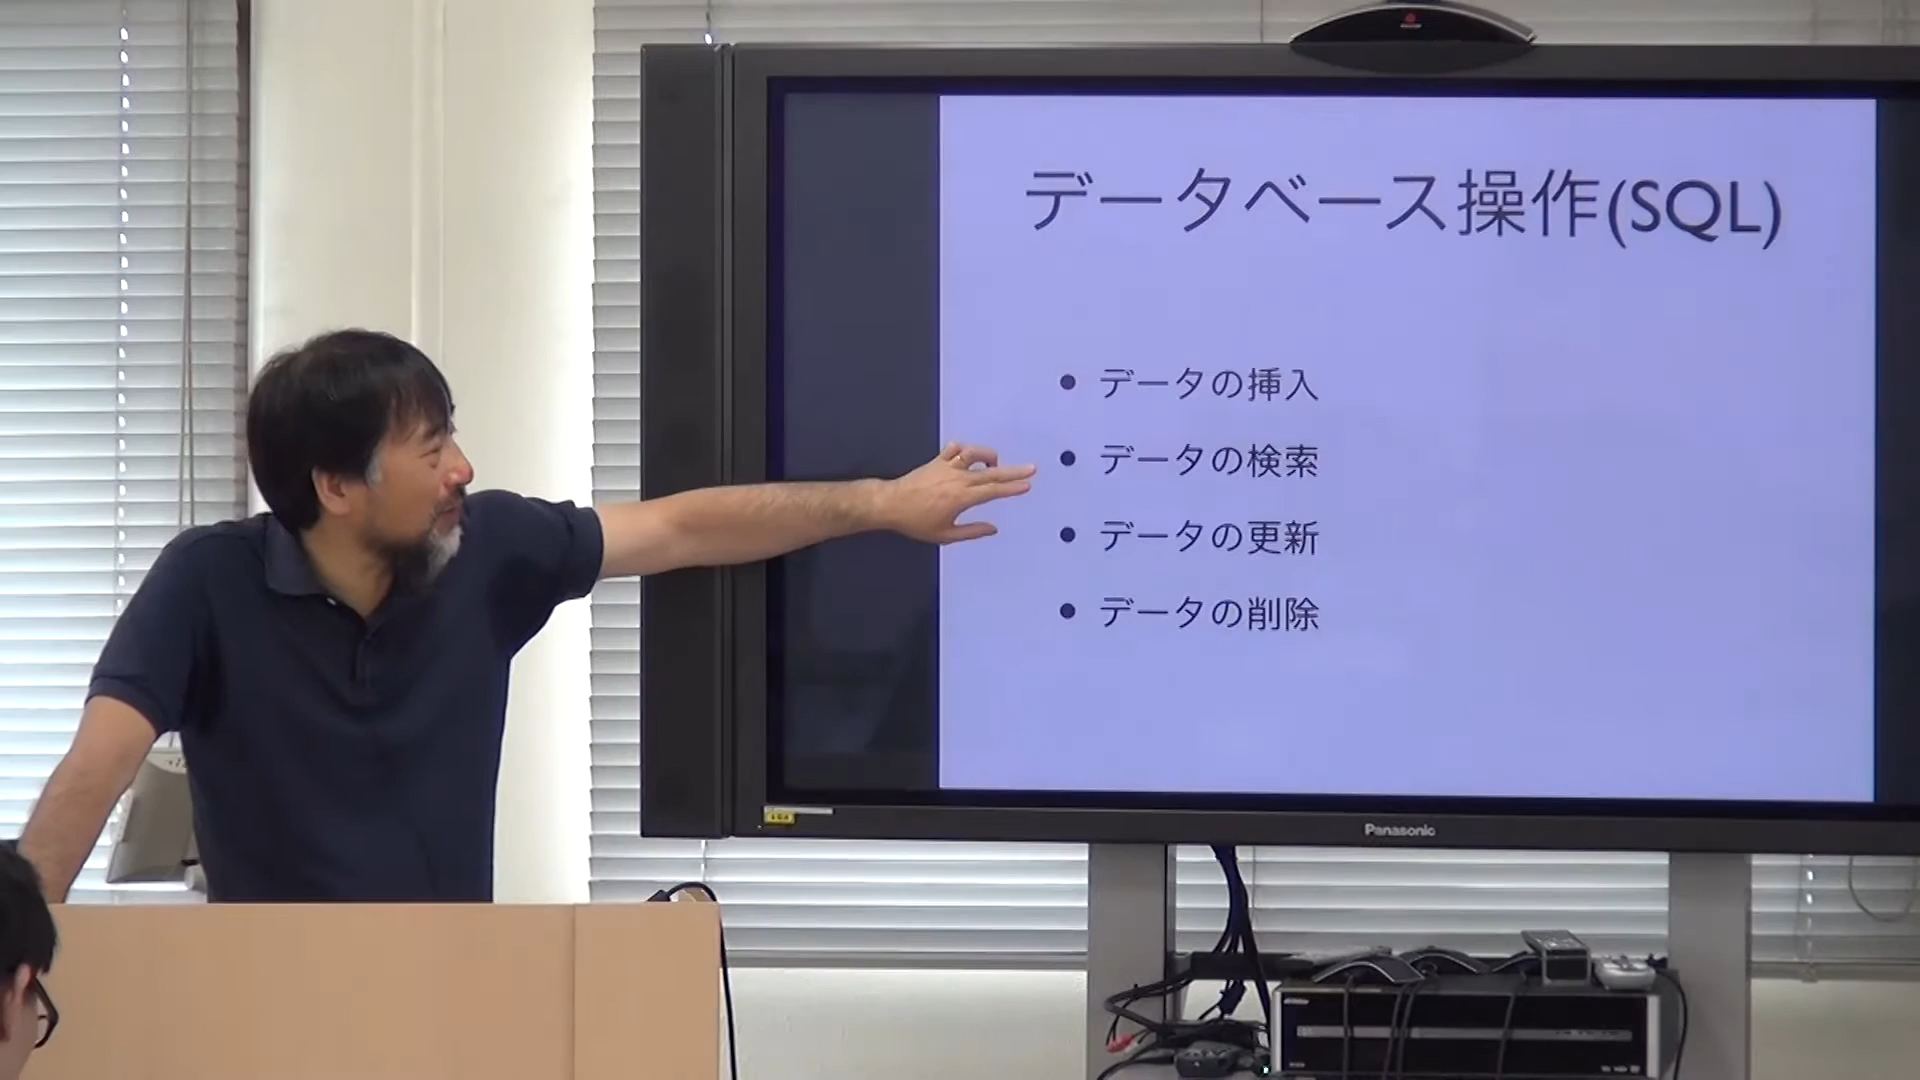 データベース操作(SQL)
• データの挿入
• データの検索
• データの更新
• データの削除
Panasonic